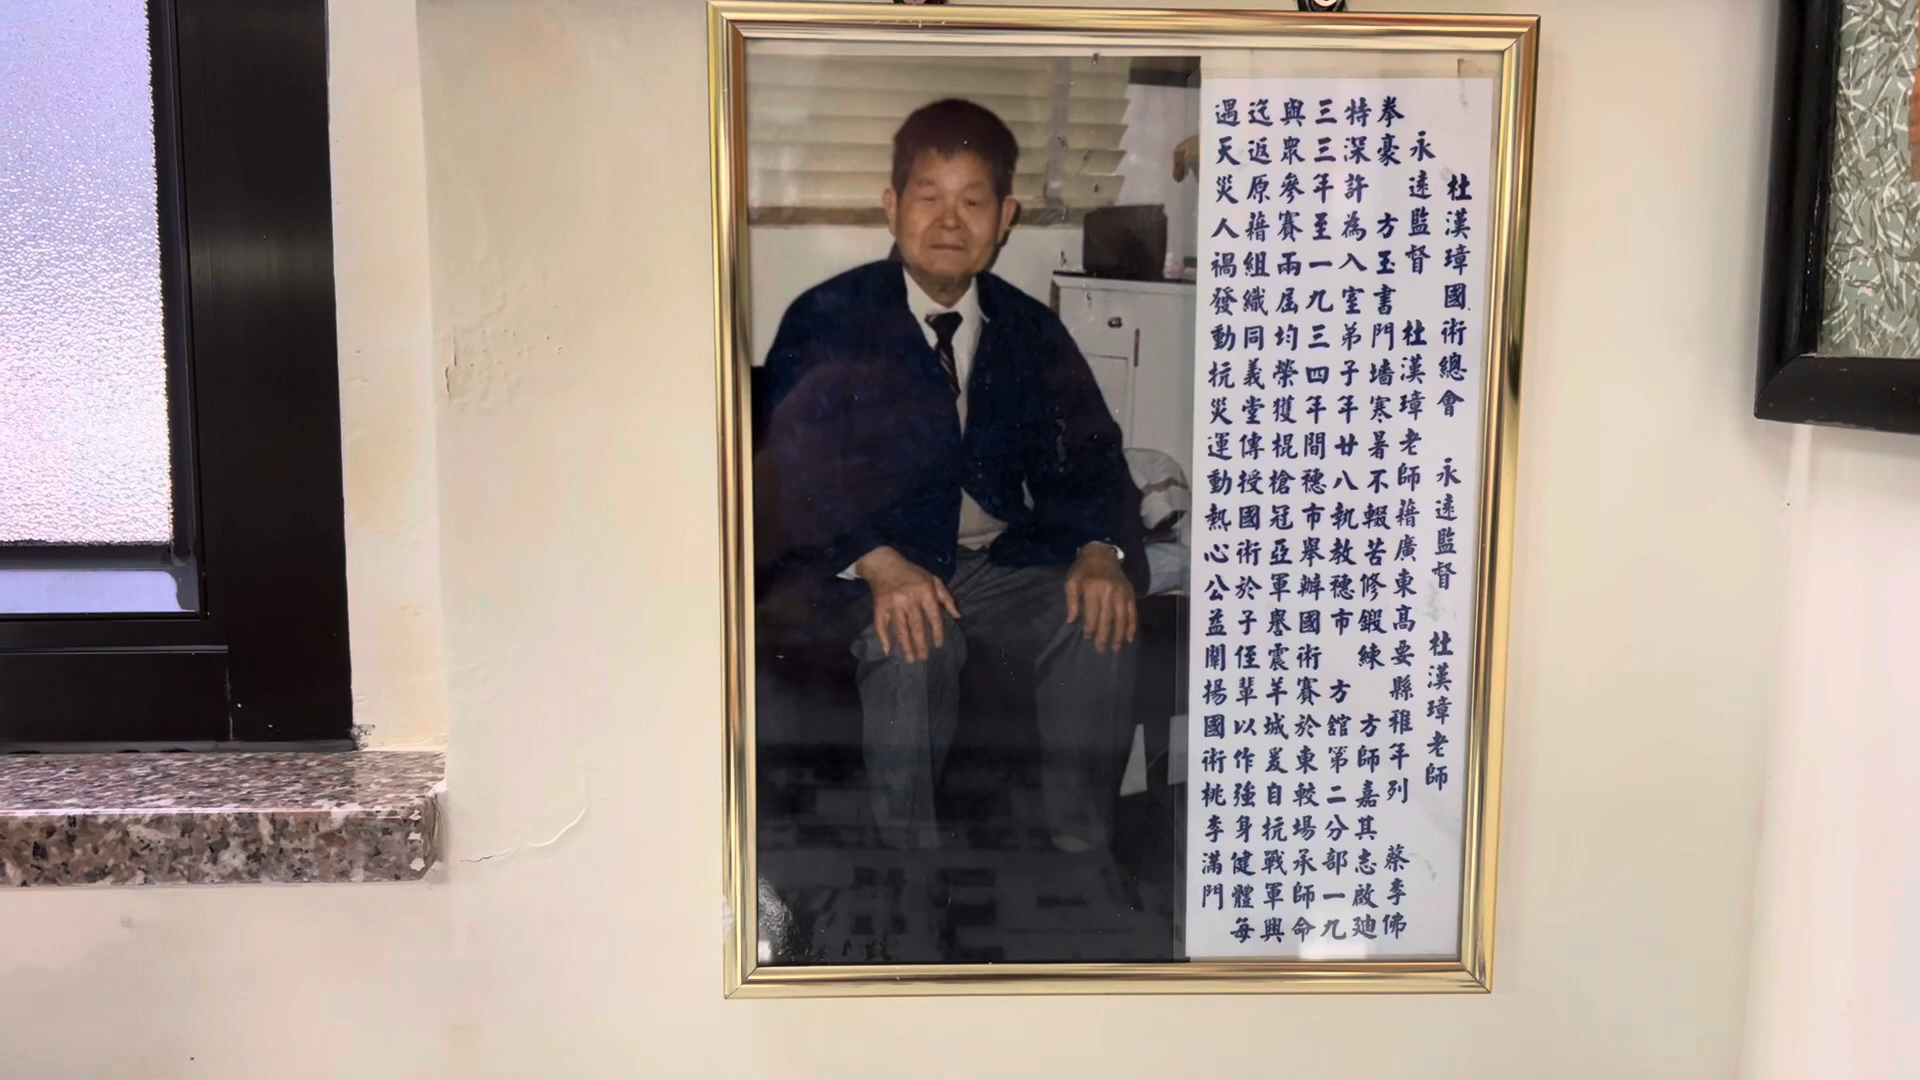 杜漢璋國術總會 永遠監督 杜漢璋老師
永遠監督 杜漢璋老師藉廣東高要縣稚年列 蔡李佛
拳豪 方玉書門墻寒暑不輟苦修鍛練 方師嘉其志啟廸
特深許為入室弟子年廿八執教穗市 方舘第二分部一九
三三年至一九三四年間穗市舉辦國術賽於東較場承師命
與眾參賽兩屆均榮獲棍槍冠亞軍譽震羊城爰自抗戰軍興
迄返原藉組織同義堂傳授國術於子侄輩以作強身健體每
遇天災人禍發動抗災運動熱心公益闡揚國術桃李滿門